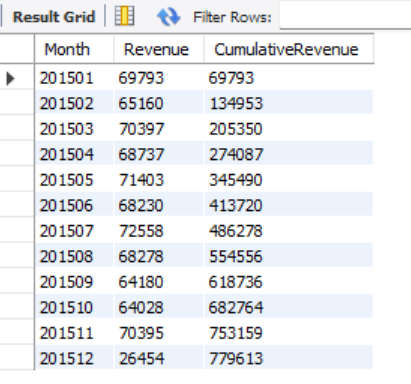 Result Grid Filter Rows:
Month Revenue CumulativeRevenue
201501 69793 69793
201502 65160 134953
201503 70397 205350
201504 68737 274087
201505 71403 345490
201506 68230 413720
201507 72558 486278
201508 68278 554556
201509 64180 618736
201510 64028 682764
201511 70395 753159
201512 26454 779613